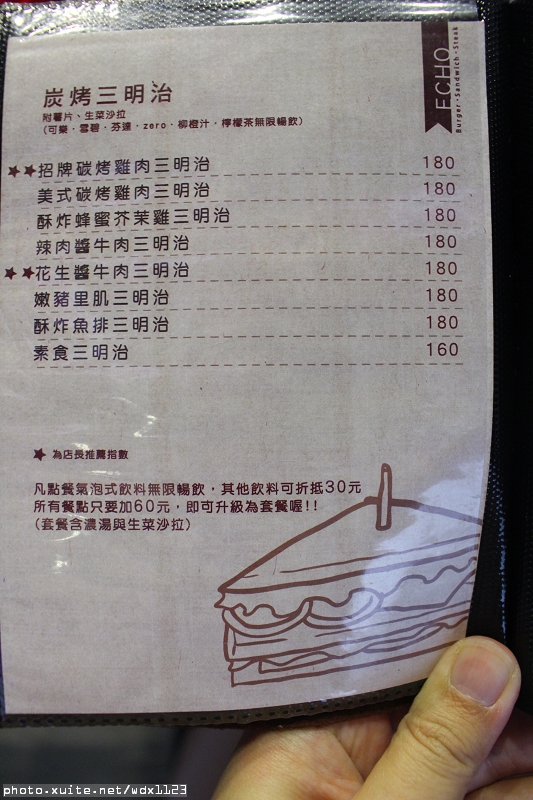 ECHO
Burger·Sandwich·Steak
炭烤三明治
附薯片、生菜沙拉
(可樂．雪碧．芬達．zero．柳橙汁．檸檬茶無限暢飲)
★★招牌碳烤雞肉三明治 180
美式碳烤雞肉三明治 180
酥炸蜂蜜芥茉雞三明治 180
辣肉醬牛肉三明治 180
★★花生醬牛肉三明治 180
嫩豬里肌三明治 180
酥炸魚排三明治 180
素食三明治 160
★ 為店長推薦指數
凡點餐氣泡式飲料無限暢飲，其他飲料可折抵30元
所有餐點只要加60元，即可升級為套餐喔!!
(套餐含濃湯與生菜沙拉)
photo.xuite.net/wdx1123